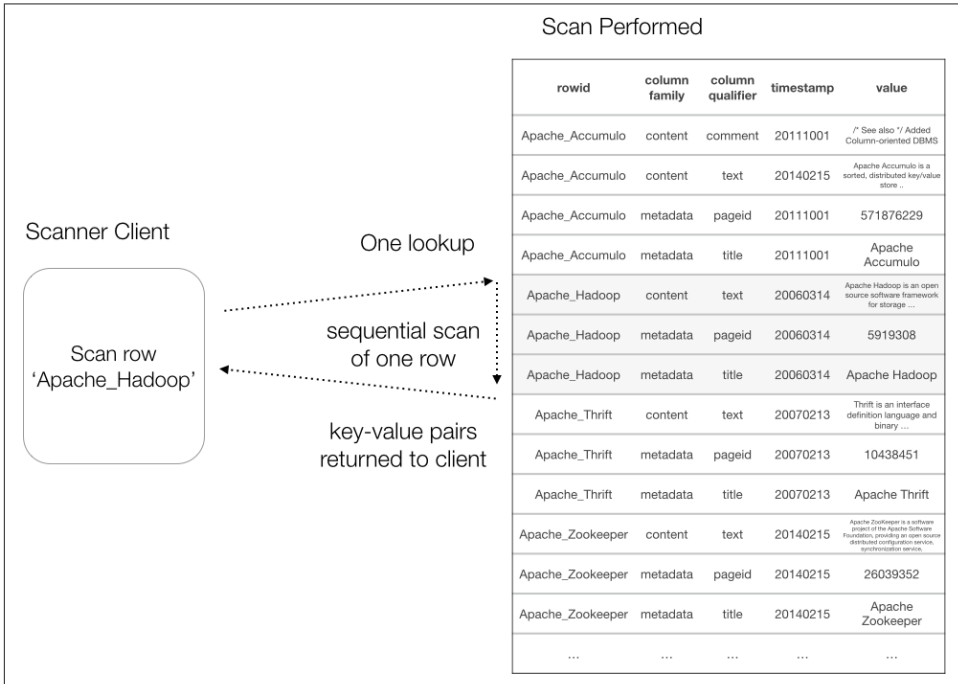 Scan Performed
rowid column family column qualifier timestamp value
Apache_Accumulo content comment 20111001 /* See also */ Added Column-oriented DBMS
Apache_Accumulo content text 20140215 Apache Accumulo is a sorted, distributed key/value store ..
Apache_Accumulo metadata pageid 20111001 571876229
Apache_Accumulo metadata title 20111001 Apache Accumulo
Apache_Hadoop content text 20060314 Apache Hadoop is an open source software framework for storage ...
Apache_Hadoop metadata pageid 20060314 5919308
Apache_Hadoop metadata title 20060314 Apache Hadoop
Apache_Thrift content text 20070213 Thrift is an interface definition language and binary ...
Apache_Thrift metadata pageid 20070213 10438451
Apache_Thrift metadata title 20070213 Apache Thrift
Apache_Zookeeper content text 20140215 Apache ZooKeeper is a software project of the Apache Software Foundation, providing an open source distributed configuration service, synchronization service,
Apache_Zookeeper metadata pageid 20140215 26039352
Apache_Zookeeper metadata title 20140215 Apache Zookeeper
... ... ... ... ...
Scanner Client
Scan row
‘Apache_Hadoop’
One lookup
sequential scan
of one row
key-value pairs
returned to client